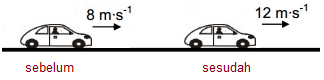 8 m·s⁻¹
12 m·s⁻¹
sebelum
sesudah